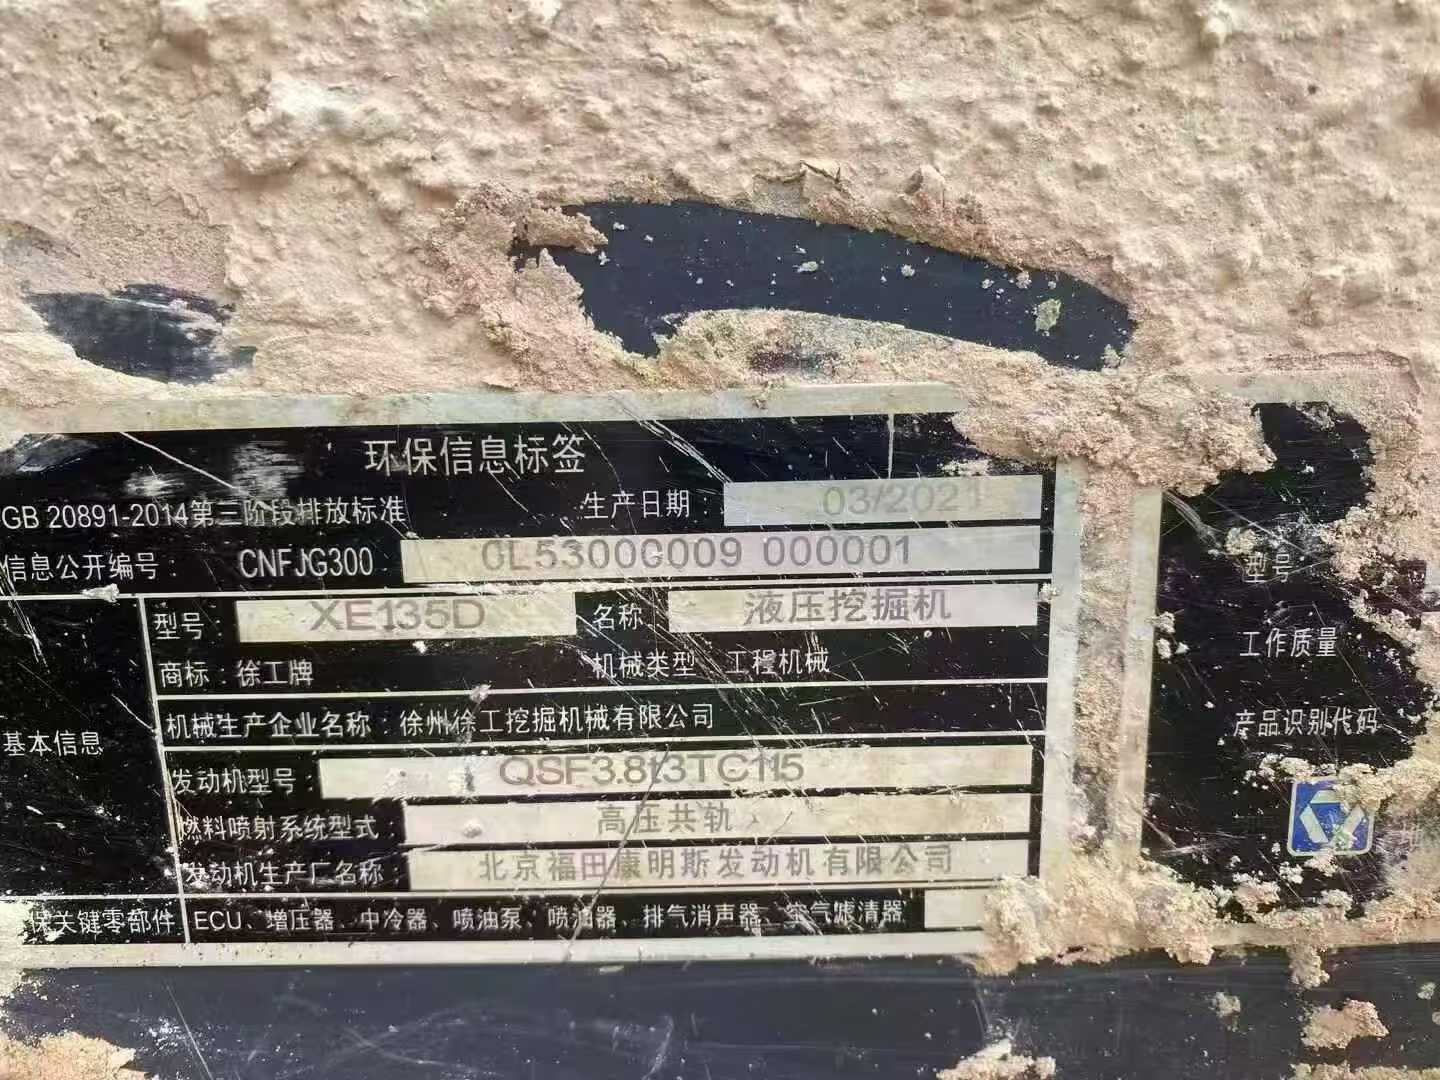 环保信息标签
GB 20891-2014第三阶段排放标准 生产日期 03/2021
信息公开编号: CNFJG300 0L53000009 000001
型号: XE135D 名称 液压挖掘机
商标:徐工牌 机械类型 工程机械
基本信息
机械生产企业名称:徐州徐工挖掘机械有限公司
发动机型号: QSF3.8t3TC115
燃料喷射系统型式: 高压共轨
发动机生产厂名称: 北京福田康明斯发动机有限公司
保关键零部件 ECU、增压器、中冷器、喷油泵、喷油器、排气消声器、空气滤清器
型号
工作质量
产品识别代码